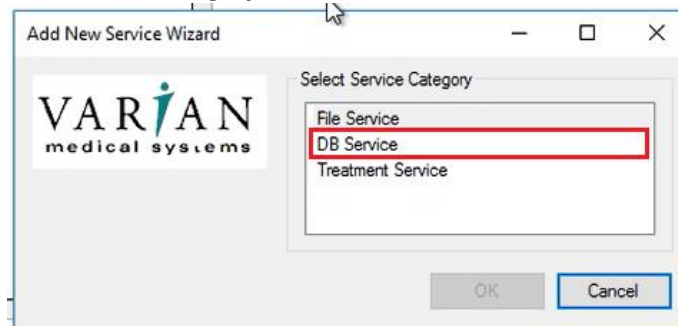 Add New Service Wizard
VARIAN
medical systems
Select Service Category
File Service
DB Service
Treatment Service
OK
Cancel